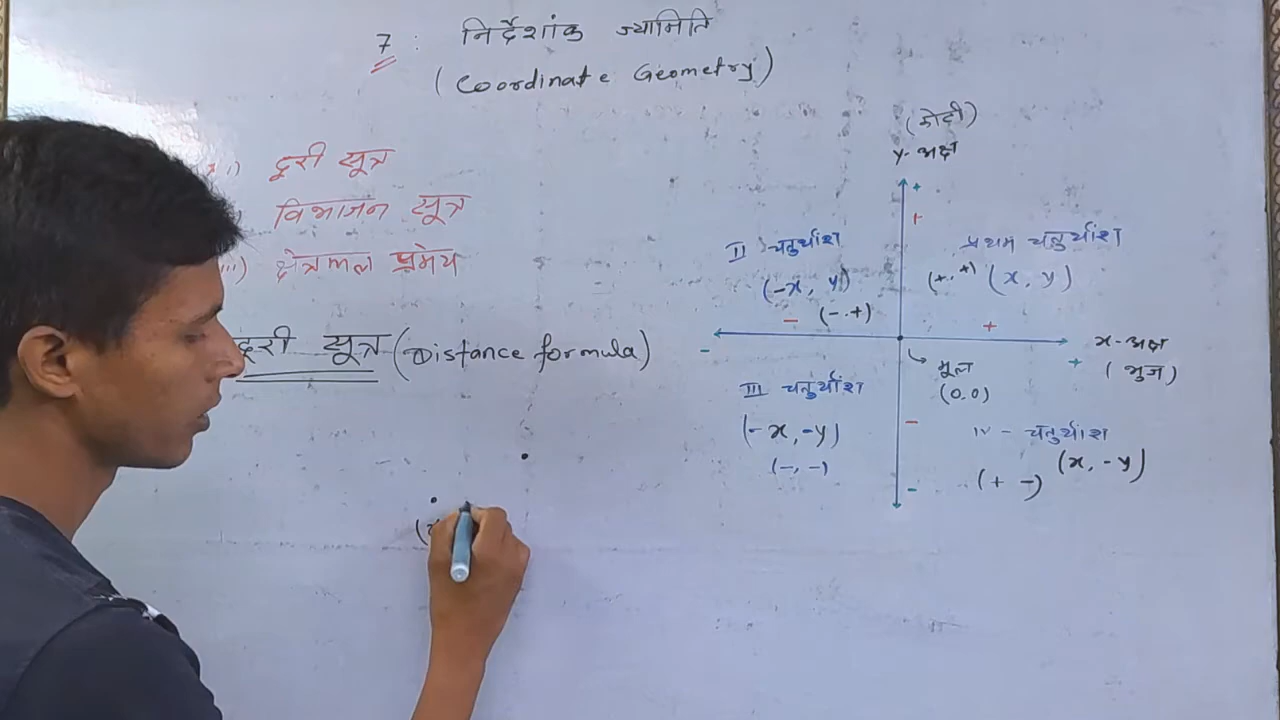 7 : निर्देशांक ज्यामिति
(Coordinate Geometry)
i) दूरी सूत्र
विभाजन सूत्र
iii) क्षेत्रफल प्रमेय
दूरी सूत्र (Distance formula)
(कोटी)
y-अक्ष
+
+
II चतुर्थांश
(-x, y)
(-.+)
प्रथम चतुर्थांश
(+.+) (x, y)
-
+
-
x-अक्ष
+
(भुज)
मूल
(0,0)
III चतुर्थांश
(-x, -y)
(-, -)
-
IV - चतुर्थांश
(x, -y)
(+ -)
-